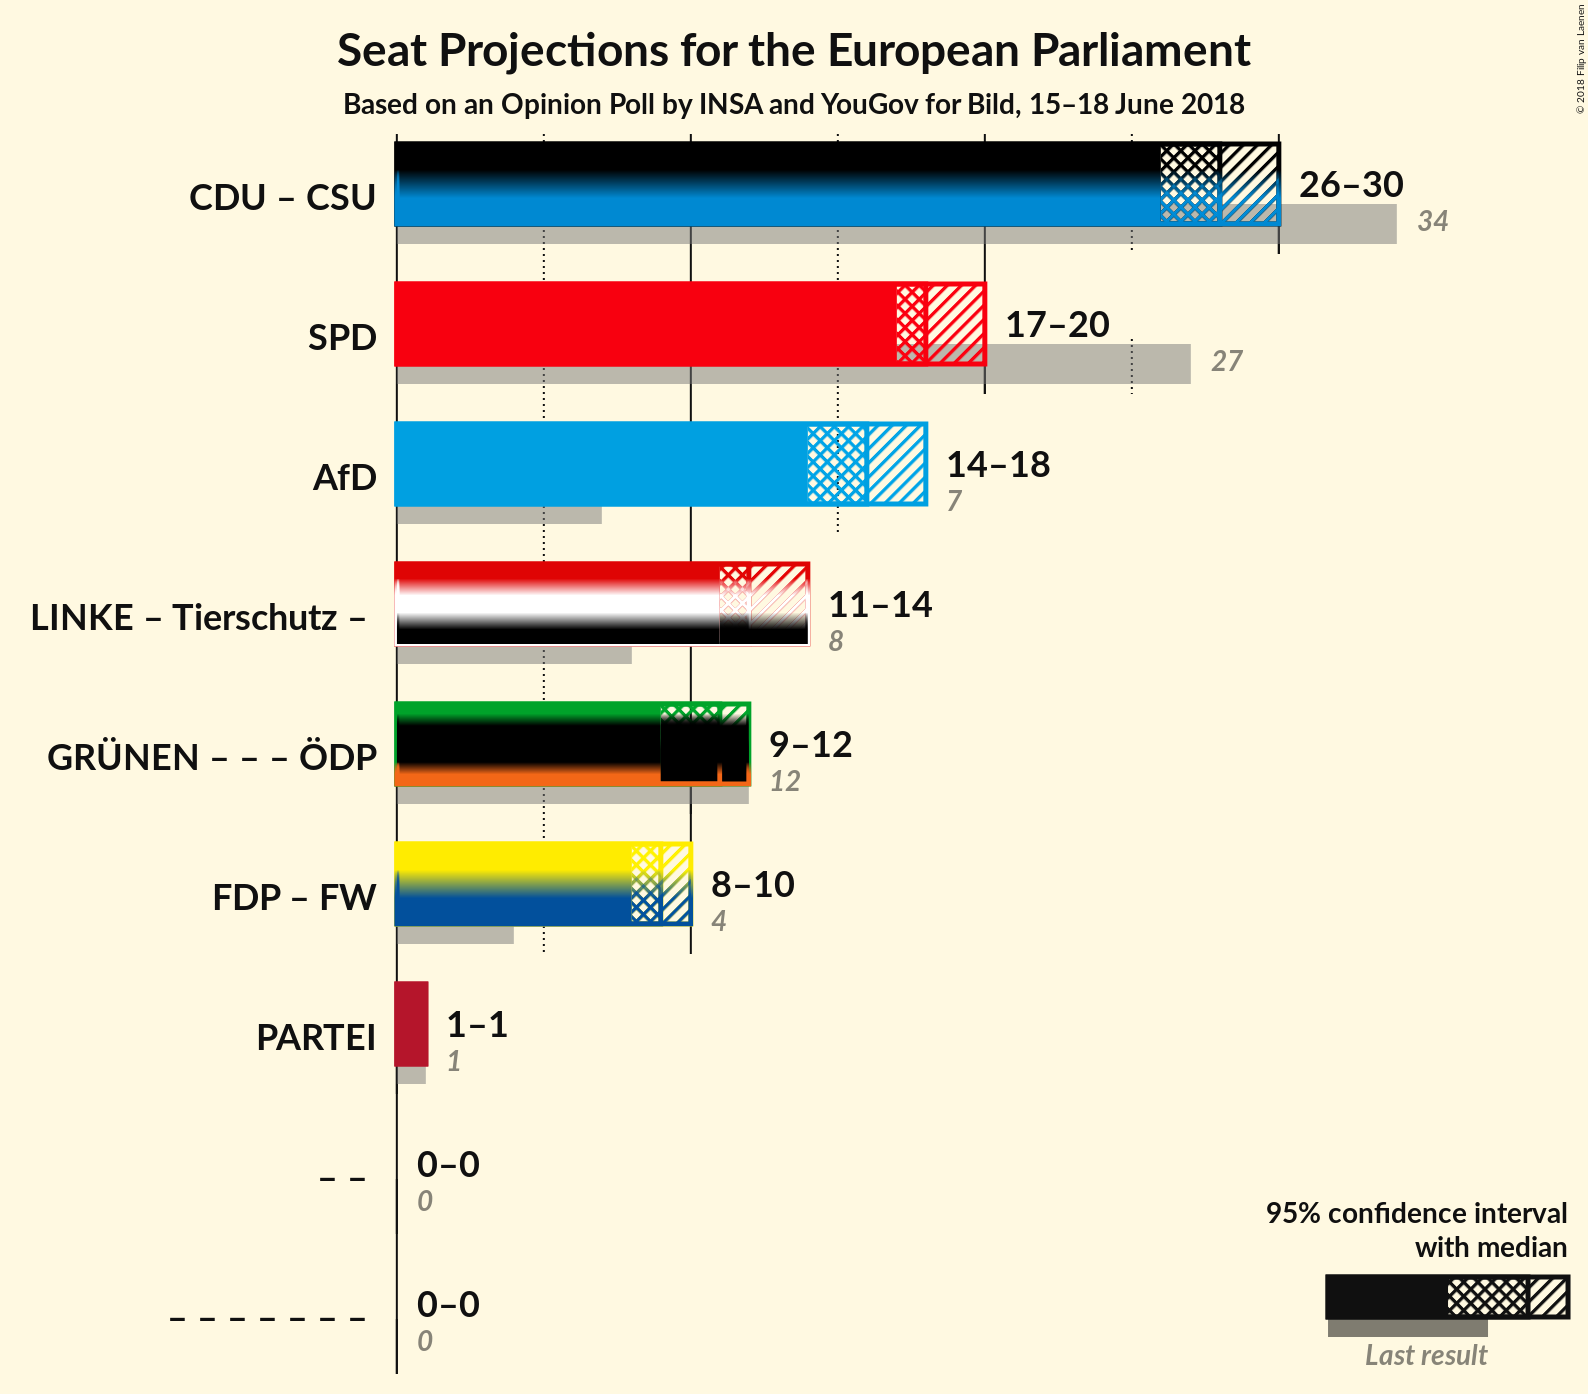 Seat Projections for the European Parliament
Based on an Opinion Poll by INSA and YouGov for Bild, 15–18 June 2018
© 2018 Filip van Laenen
CDU – CSU
26–30
34
SPD
17–20
27
AfD
14–18
7
LINKE – Tierschutz –
11–14
8
GRÜNEN – – – ÖDP
9–12
12
FDP – FW
8–10
4
PARTEI
1–1
1
– –
0–0
0
– – – – – – –
0–0
0
95% confidence interval
with median
Last result